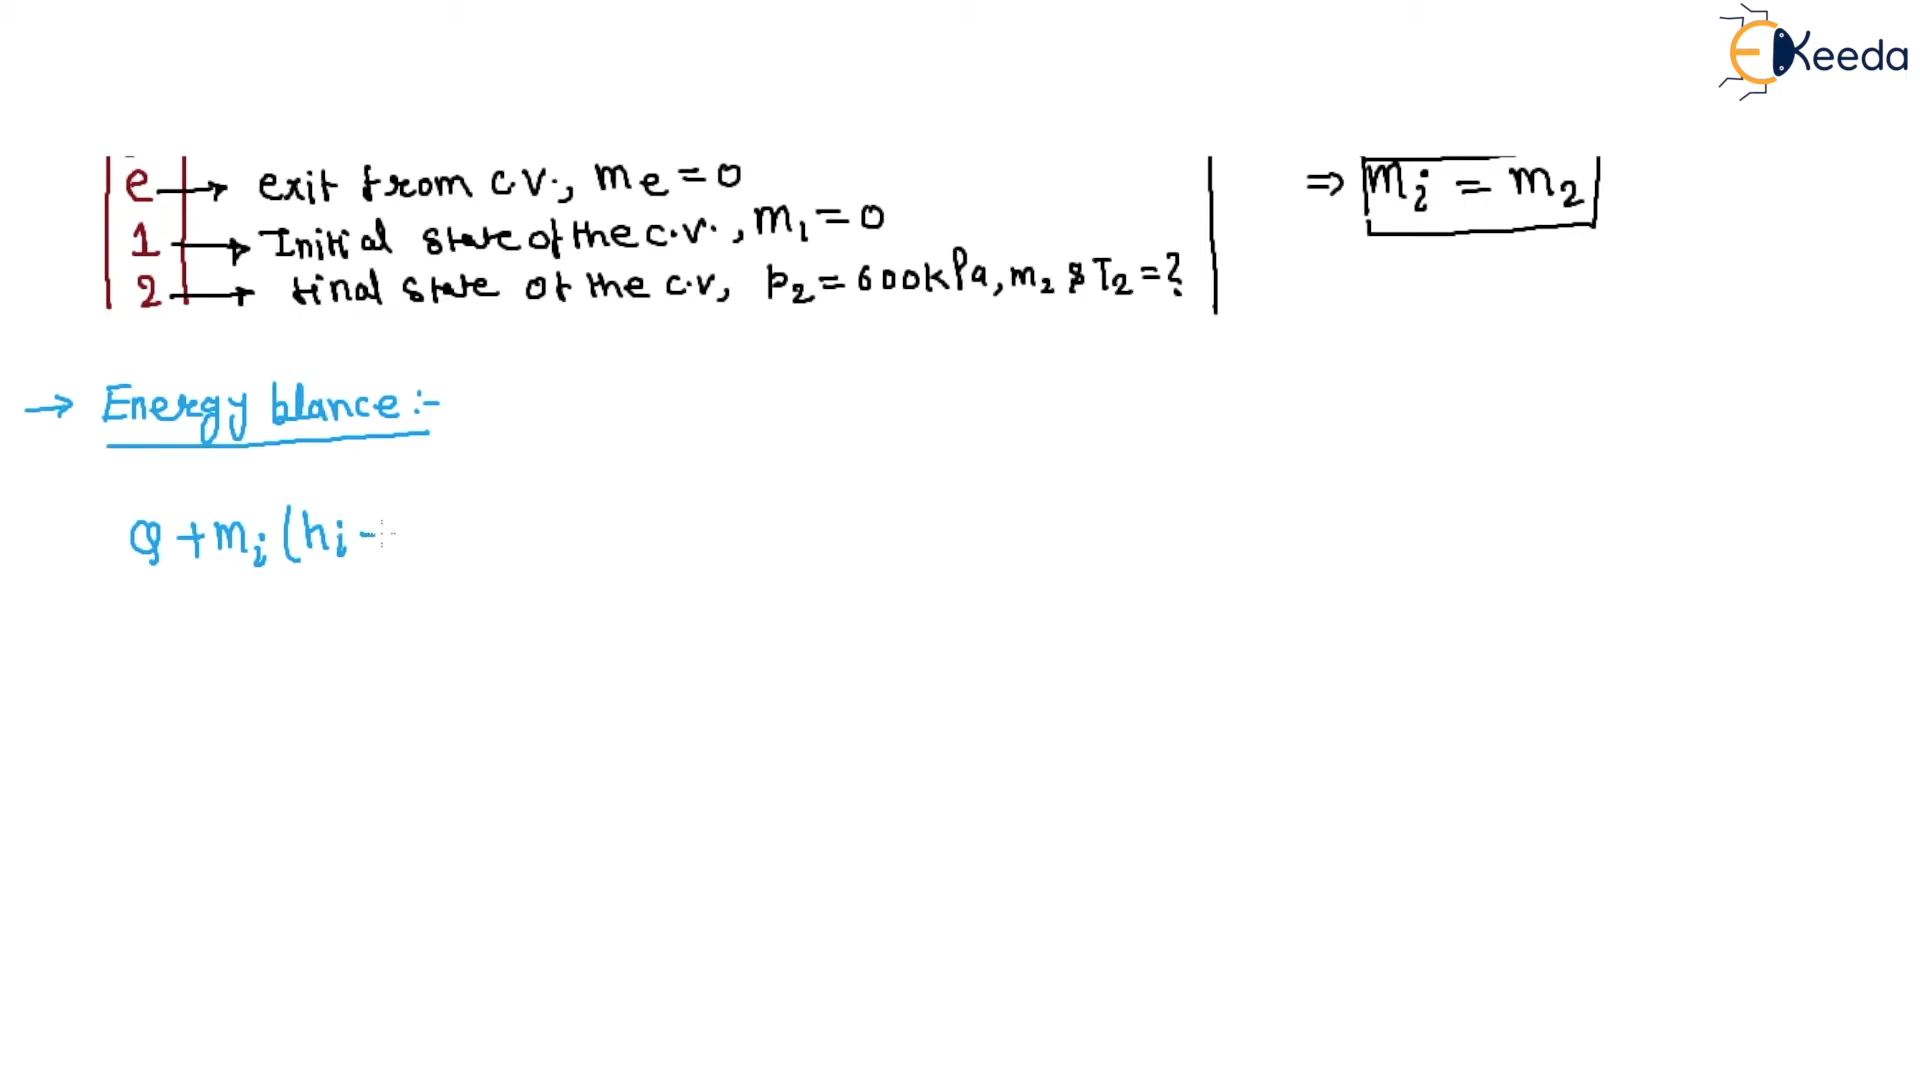 EKeeda
e → exit from c.v., me = 0
1 → Initial state of the c.v., m₁ = 0
2 → final state of the c.v, p₂ = 600kPa, m₂ & T₂ = ?
⇒ mᵢ = m₂
→ Energy blance :-
Q + mᵢ (hᵢ -